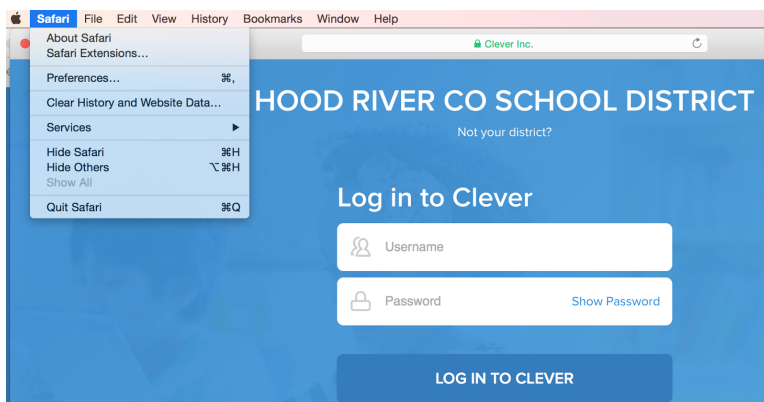 Safari File Edit View History Bookmarks Window Help
About Safari
Safari Extensions…
Preferences… ⌘,
Clear History and Website Data…
Services ▶
Hide Safari ⌘H
Hide Others ⌥⌘H
Show All
Quit Safari ⌘Q
Clever Inc.
HOOD RIVER CO SCHOOL DISTRICT
Not your district?
Log in to Clever
Username
Password Show Password
LOG IN TO CLEVER